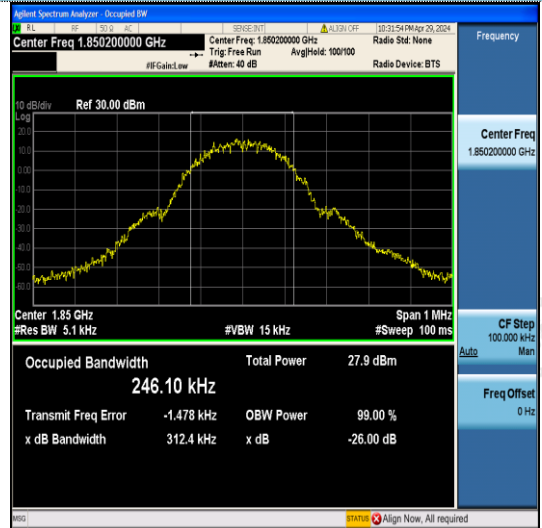 Agilent Spectrum Analyzer - Occupied BW
RL RF 50 Ω AC SENSE:INT ALIGN OFF 10:31:54 PM Apr 29, 2024
Center Freq 1.850200000 GHz
Center Freq: 1.850200000 GHz
Radio Std: None
Trig: Free Run Avg|Hold: 100/100
#IFGain:Low #Atten: 40 dB Radio Device: BTS
Frequency
10 dB/div Ref 30.00 dBm
Log
20.0
10.0
0.00
-10.0
-20.0
-30.0
-40.0
-50.0
-60.0
Center 1.85 GHz Span 1 MHz
#Res BW 5.1 kHz #VBW 15 kHz #Sweep 100 ms
Occupied Bandwidth Total Power 27.9 dBm
246.10 kHz
Transmit Freq Error -1.478 kHz OBW Power 99.00 %
x dB Bandwidth 312.4 kHz x dB -26.00 dB
Center Freq
1.850200000 GHz
CF Step
100.000 kHz
Auto Man
Freq Offset
0 Hz
MSG STATUS Align Now, All required